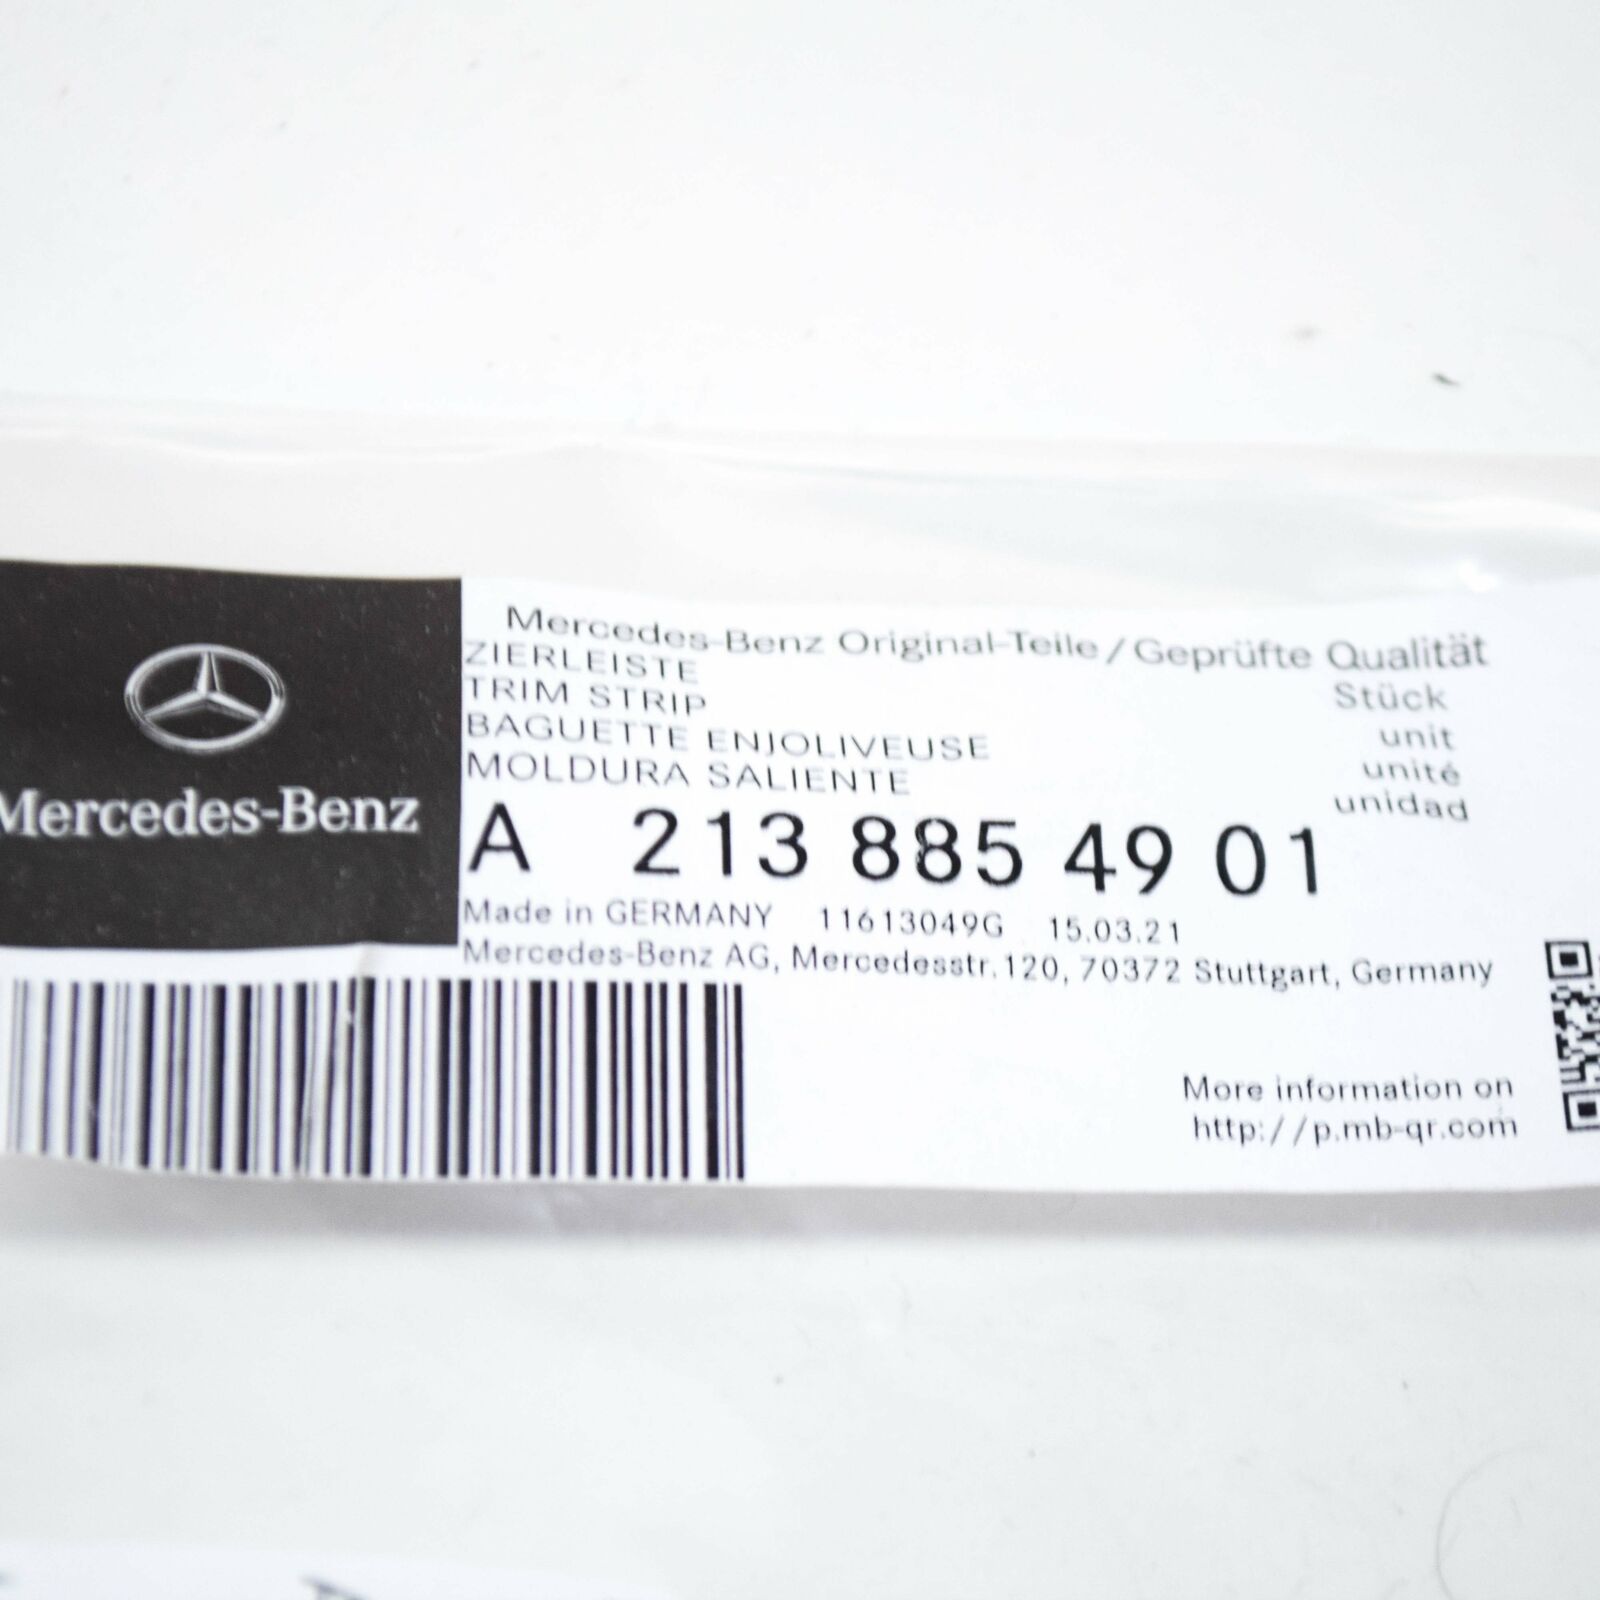 Mercedes-Benz
Mercedes-Benz Original-Teile/Geprüfte Qualität
ZIERLEISTE
TRIM STRIP
BAGUETTE ENJOLIVEUSE
MOLDURA SALIENTE
Stück
unit
unité
unidad
A 213 885 49 01
Made in GERMANY 11613049G 15.03.21
Mercedes-Benz AG, Mercedesstr.120, 70372 Stuttgart, Germany
More information on
http://p.mb-qr.com